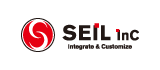 SEIL inc
Integrate & Customize